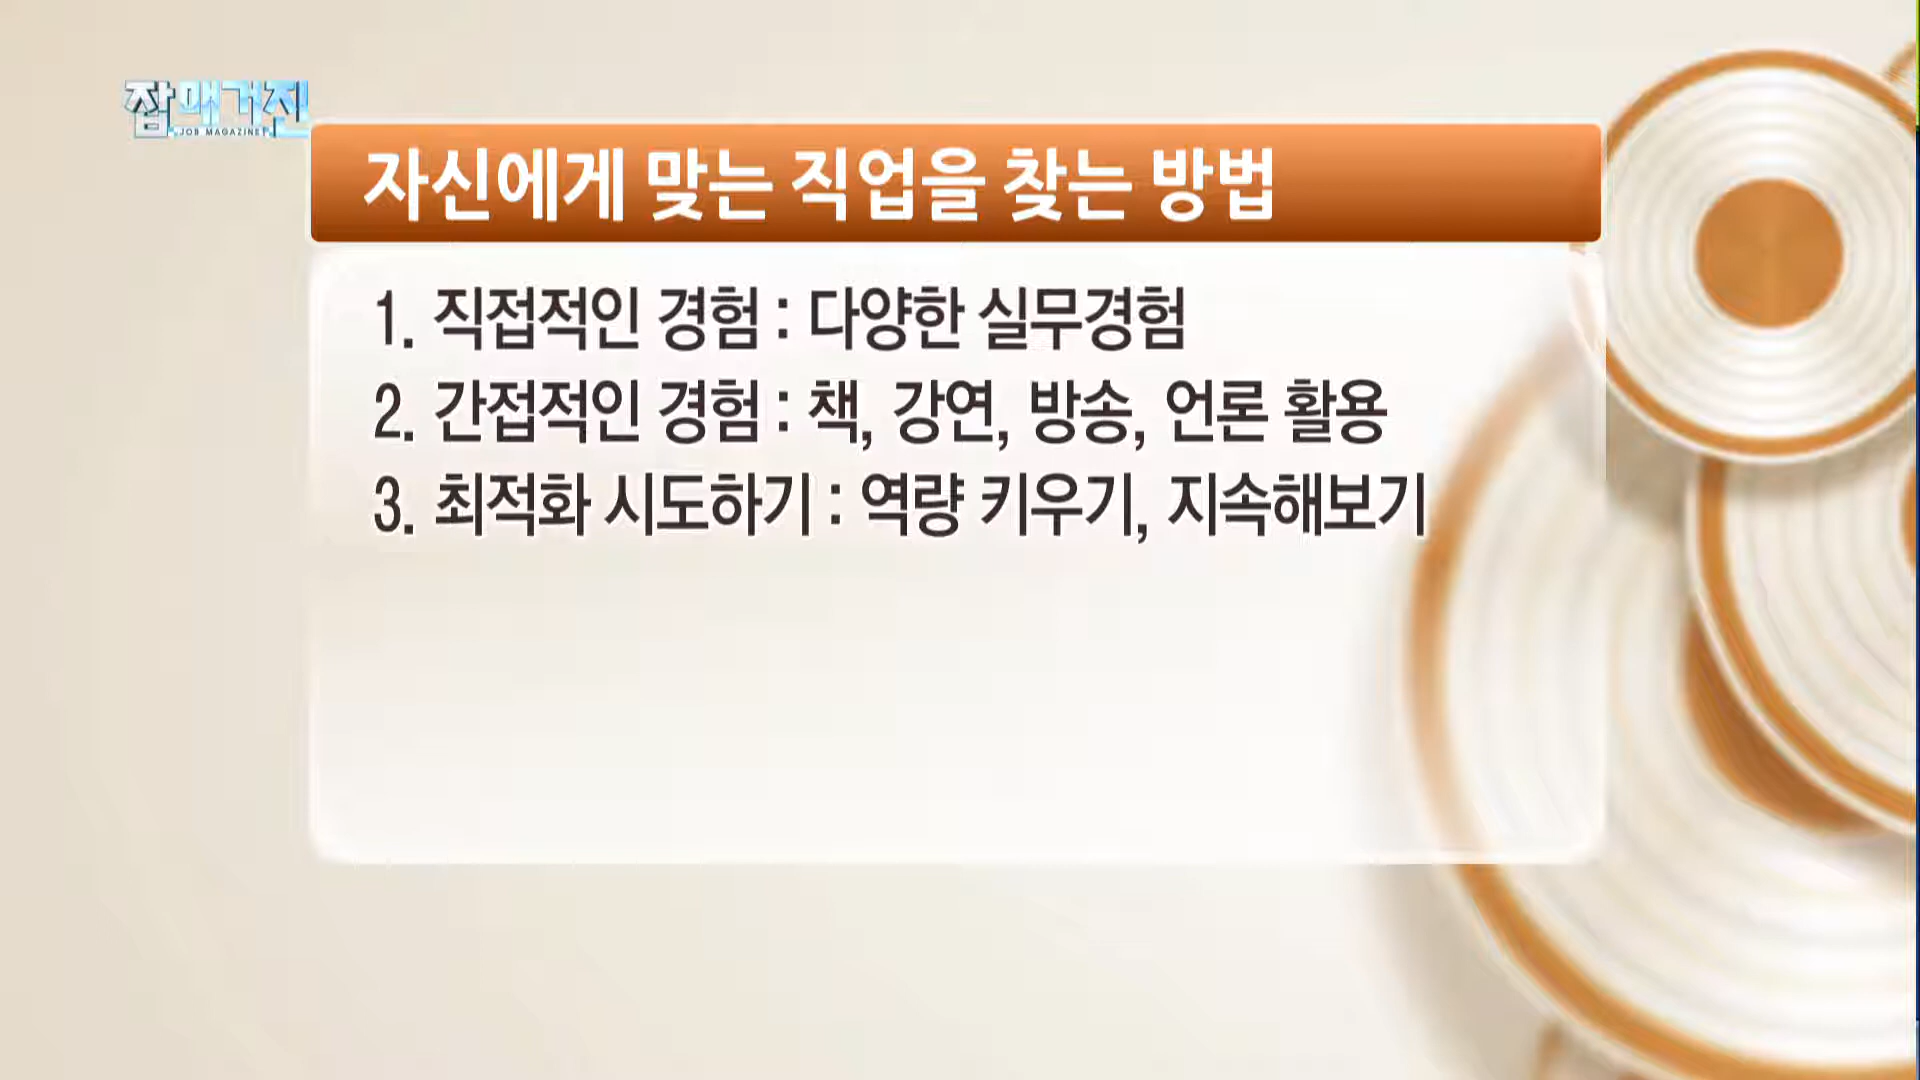 잡매거진
JOB MAGAZINE
자신에게 맞는 직업을 찾는 방법
1. 직접적인 경험 : 다양한 실무경험
2. 간접적인 경험 : 책, 강연, 방송, 언론 활용
3. 최적화 시도하기 : 역량 키우기, 지속해보기